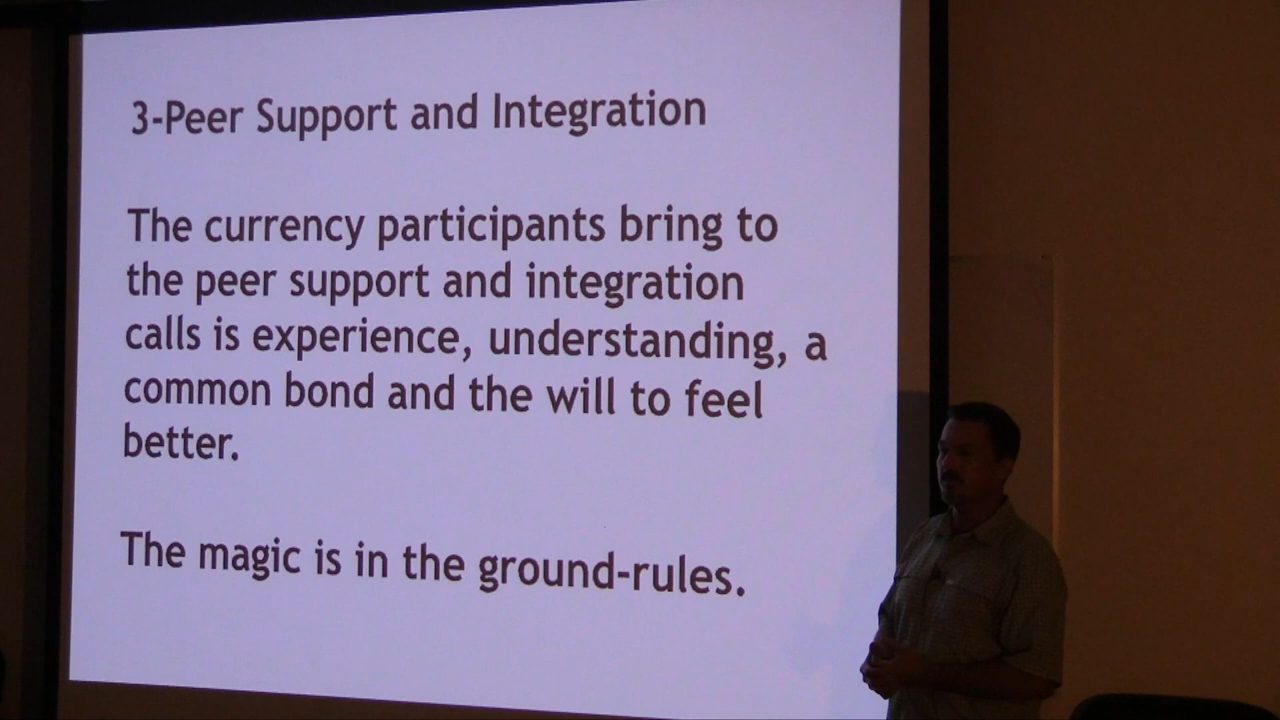 3-Peer Support and Integration
The currency participants bring to
the peer support and integration
calls is experience, understanding, a
common bond and the will to feel
better.
The magic is in the ground-rules.